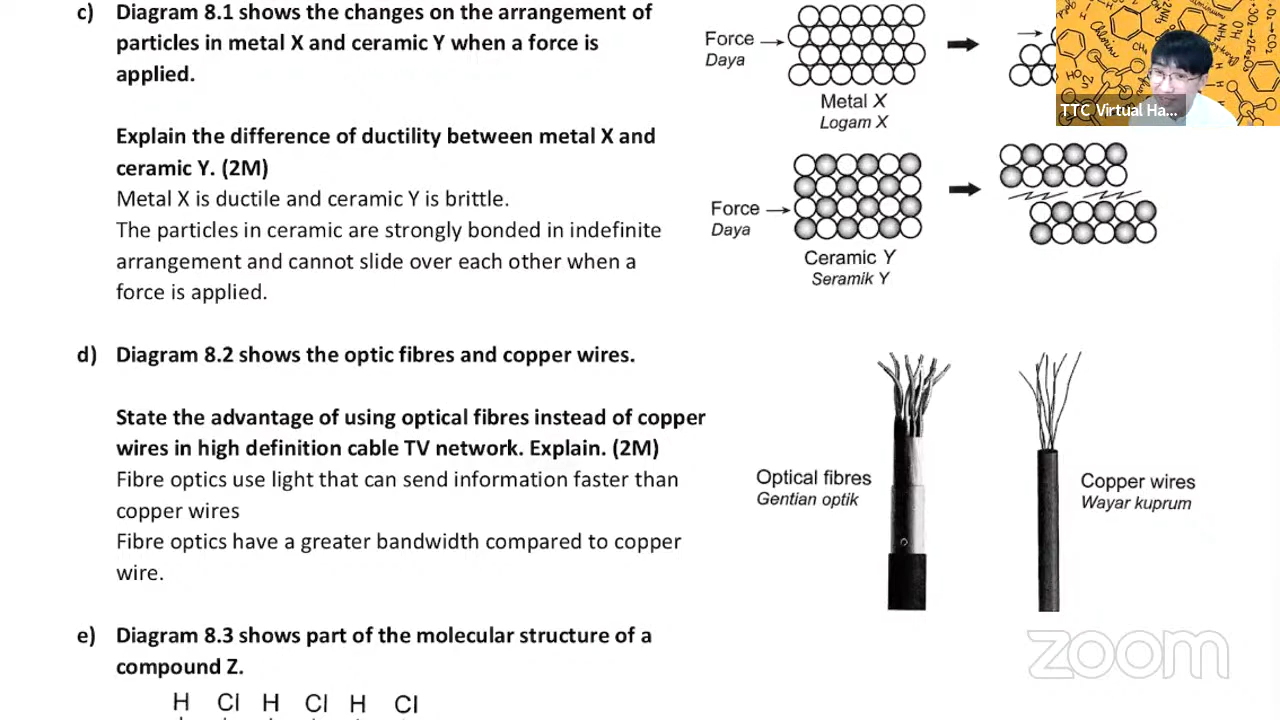 c) Diagram 8.1 shows the changes on the arrangement of
particles in metal X and ceramic Y when a force is
applied.
Explain the difference of ductility between metal X and
ceramic Y. (2M)
Metal X is ductile and ceramic Y is brittle.
The particles in ceramic are strongly bonded in indefinite
arrangement and cannot slide over each other when a
force is applied.
Force
Daya
Metal X
Logam X
Force
Daya
Ceramic Y
Seramik Y
TTC Virtual Ha...
d) Diagram 8.2 shows the optic fibres and copper wires.
State the advantage of using optical fibres instead of copper
wires in high definition cable TV network. Explain. (2M)
Fibre optics use light that can send information faster than
copper wires
Fibre optics have a greater bandwidth compared to copper
wire.
Optical fibres
Gentian optik
Copper wires
Wayar kuprum
e) Diagram 8.3 shows part of the molecular structure of a
compound Z.
H Cl H Cl H Cl
zoom